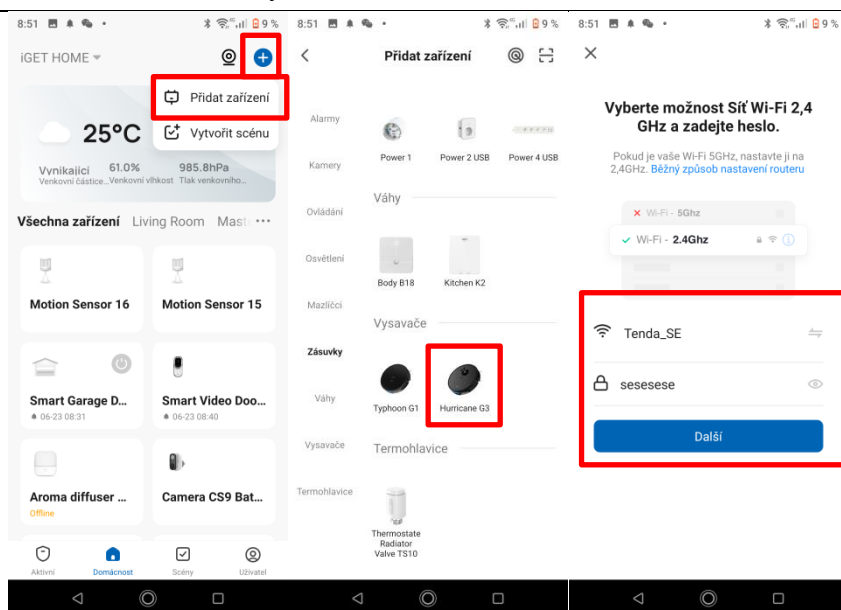 8:51
9 %
iGET HOME
Přidat zařízení
Vytvořit scénu
25°C
Vynikající
Venkovní částice...
61.0%
Venkovní vlhkost
985.8hPa
Tlak venkovního...
Všechna zařízení
Living Room
Motion Sensor 16
Motion Sensor 15
Smart Garage D...
06-23 08:31
Smart Video Doo...
06-23 08:40
Aroma diffuser ...
Offline
Camera CS9 Bat...
Aktivní
Domácnost
Scény
Uživatel
8:51
9 %
Přidat zařízení
Alarmy
Kamery
Ovládání
Osvětlení
Mazlíčci
Zásuvky
Váhy
Vysavače
Termohlavice
Power 1
Power 2 USB
Power 4 USB
Váhy
Body B18
Kitchen K2
Vysavače
Typhoon G1
Hurricane G3
Termohlavice
Thermostate
Radiator
Valve TS10
8:51
9 %
Vyberte možnost Síť Wi-Fi 2,4
GHz a zadejte heslo.
Pokud je vaše Wi-Fi 5GHz, nastavte ji na
2,4GHz. Běžný způsob nastavení routeru
Wi-Fi - 5Ghz
Wi-Fi - 2.4Ghz
Tenda_SE
sesesese
Další